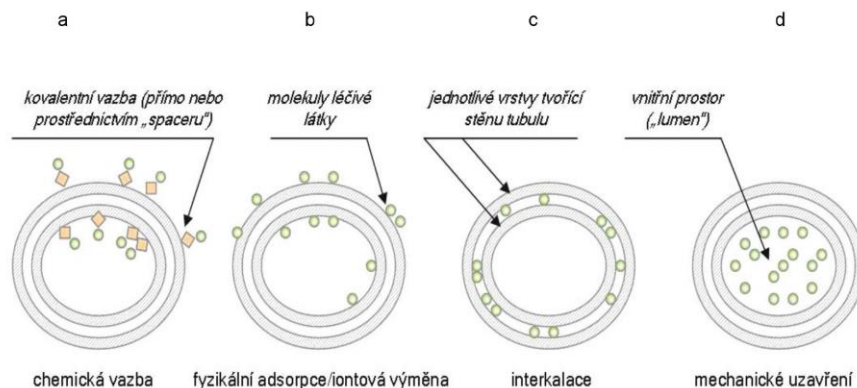 a
b
c
d
kovalentní vazba (přímo nebo
prostřednictvím „spaceru")
molekuly léčivé
látky
jednotlivé vrstvy tvořící
stěnu tubulu
vnitřní prostor
(„lumen")
chemická vazba
fyzikální adsorpce/iontová výměna
interkalace
mechanické uzavření